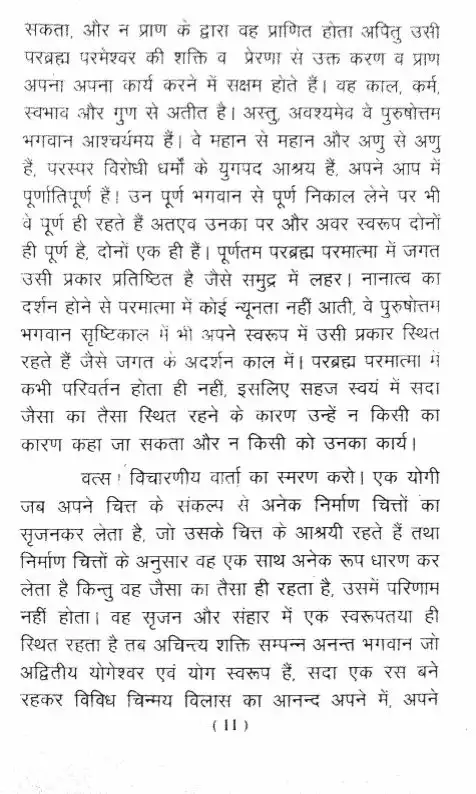 सकता, और न प्राण के द्वारा वह प्राणित होता अपितु उसी
परब्रह्म परमेश्वर की शक्ति व प्रेरणा से उक्त करण व प्राण
अपना अपना कार्य करने में सक्षम होते हैं। वह काल, कर्म,
स्वभाव और गुण से अतीत है। अस्तु, अवश्यमेव वे पुरुषोत्तम
भगवान आश्चर्यमय हैं। वे महान से महान और अणु से अणु
हैं, परस्पर विरोधी धर्मों के युगपद आश्रय हैं, अपने आप में
पूर्णातिपूर्ण हैं। उन पूर्ण भगवान से पूर्ण निकाल लेने पर भी
वे पूर्ण ही रहते हैं अतएव उनका पर और अवर स्वरूप दोनों
ही पूर्ण है, दोनों एक ही हैं। पूर्णतम परब्रह्म परमात्मा में जगत
उसी प्रकार प्रतिष्ठित है जैसे समुद्र में लहर। नानात्व का
दर्शन होने से परमात्मा में कोई न्यूनता नहीं आती, वे पुरुषोत्तम
भगवान सृष्टिकाल में भी अपने स्वरूप में उसी प्रकार स्थित
रहते हैं जैसे जगत के अदर्शन काल में। परब्रह्म परमात्मा में
कभी परिवर्तन होता ही नहीं, इसलिए सहज स्वयं में सदा
जैसा का तैसा स्थित रहने के कारण उन्हें न किसी का
कारण कहा जा सकता और न किसी को उनका कार्य।
वत्स! विचारणीय वार्ता का स्मरण करो। एक योगी
जब अपने चित्त के संकल्प से अनेक निर्माण चित्तों का
सृजनकर लेता है, जो उसके चित्त के आश्रयी रहते हैं तथा
निर्माण चित्तों के अनुसार वह एक साथ अनेक रूप धारण कर
लेता है किन्तु वह जैसा का तैसा ही रहता है, उसमें परिणाम
नहीं होता। वह सृजन और संहार में एक स्वरूपतया ही
स्थित रहता है तब अचिन्त्य शक्ति सम्पन्न अनन्त भगवान जो
अद्वितीय योगेश्वर एवं योग स्वरूप हैं, सदा एक रस बने
रहकर विविध चिन्मय विलास का आनन्द अपने में, अपने
( 11 )